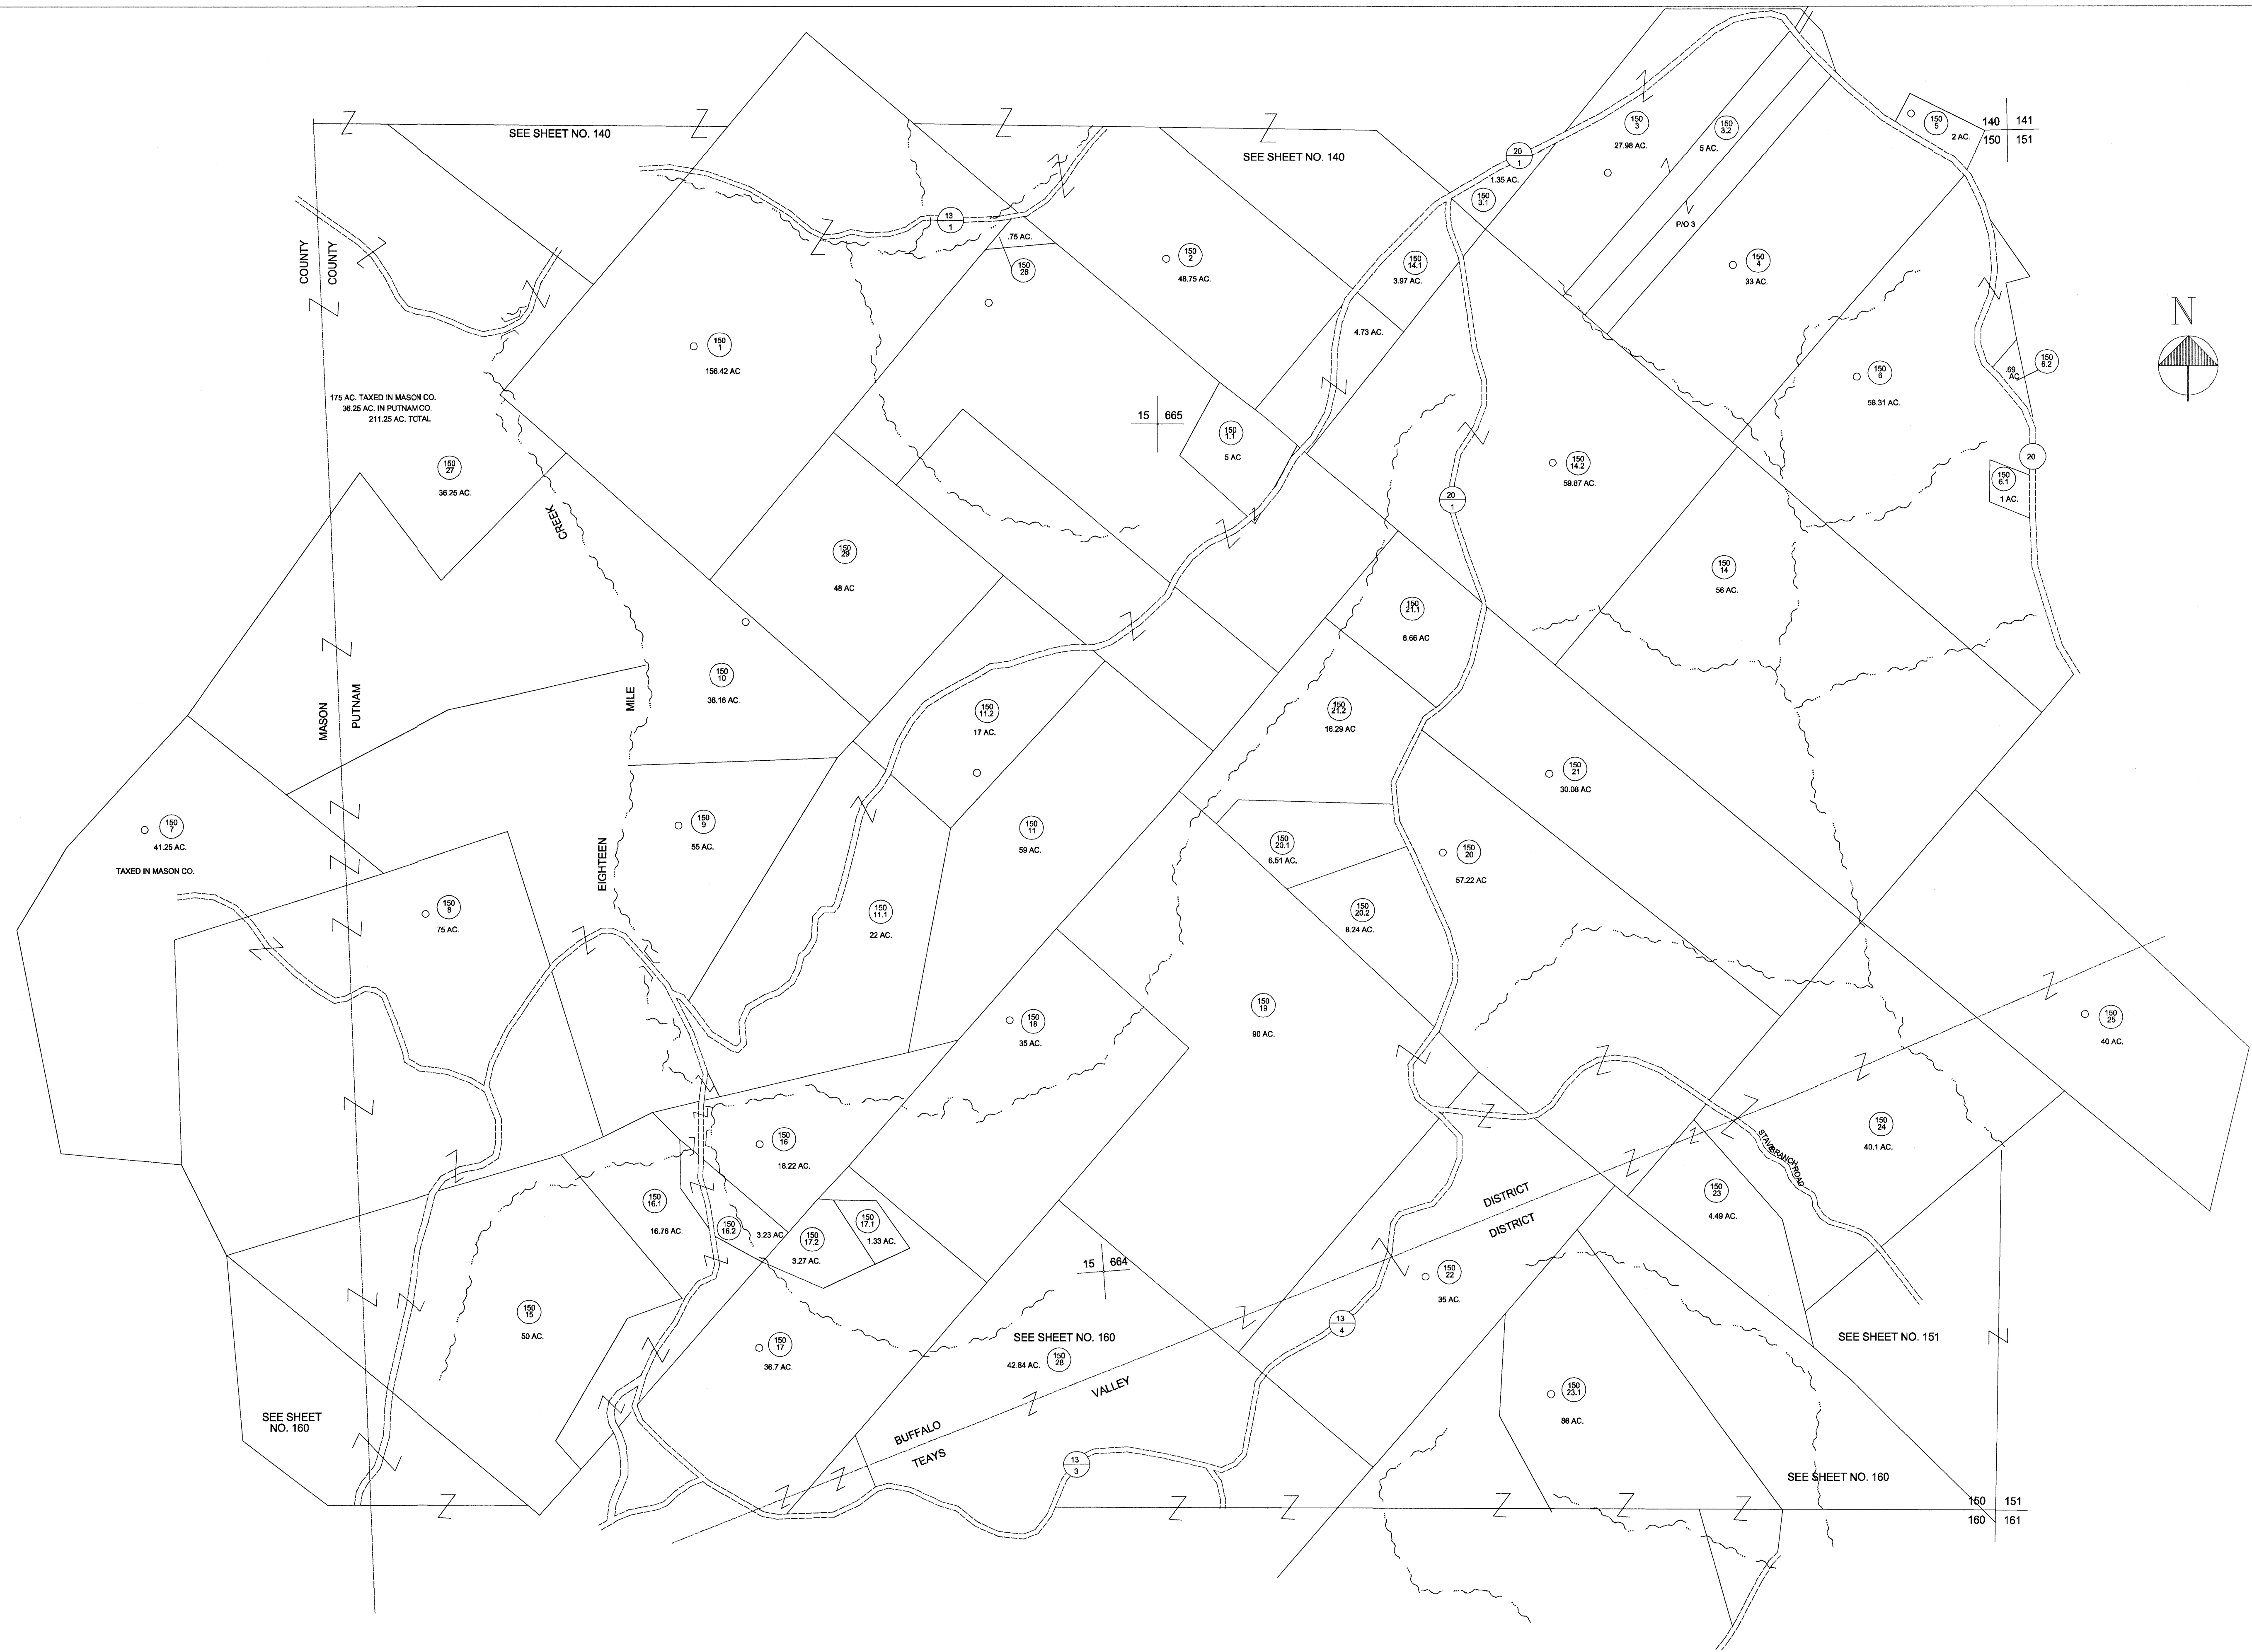 SEE SHEET NO. 140
SEE SHEET NO. 140
140 141
150 151
150
5
2 AC.
150
3
27.98 AC.
150
3.2
5 AC.
20
1
1.35 AC.
150
3.1
P/O 3
13
1
.75 AC.
150
26
150
2
48.75 AC.
150
14.1
3.97 AC.
4.73 AC.
150
4
33 AC.
N
COUNTY
COUNTY
150
1
156.42 AC
150
6
58.31 AC.
150
6.2
.69
AC
175 AC. TAXED IN MASON CO.
36.25 AC. IN PUTNAM CO.
211.25 AC. TOTAL
150
27
36.25 AC.
15 665
150
1.1
5 AC
150
14.2
59.87 AC.
20
150
6.1
1 AC.
20
1
CREEK
150
29
48 AC
150
14
56 AC.
150
21.1
8.66 AC
MASON
PUTNAM
MILE
150
10
36.16 AC.
150
11.2
17 AC.
150
21.2
16.29 AC
150
21
30.08 AC
150
7
41.25 AC.
TAXED IN MASON CO.
150
9
55 AC.
150
11
59 AC.
150
20.1
6.51 AC.
150
20
57.22 AC
EIGHTEEN
150
8
75 AC.
150
11.1
22 AC.
150
20.2
8.24 AC.
150
18
35 AC.
150
19
90 AC.
150
25
40 AC.
150
24
40.1 AC.
STAVE BRANCH ROAD
150
16
18.22 AC.
150
16.1
16.76 AC.
150
16.2
3.23 AC
150
17.2
3.27 AC.
150
17.1
1.33 AC.
150
23
4.49 AC.
DISTRICT
DISTRICT
15 664
150
22
35 AC.
150
15
50 AC.
13
4
150
17
36.7 AC.
SEE SHEET NO. 160
42.84 AC.
150
28
SEE SHEET NO. 151
VALLEY
150
23.1
86 AC.
SEE SHEET
NO. 160
BUFFALO
TEAYS
13
3
SEE SHEET NO. 160
150 151
160 161